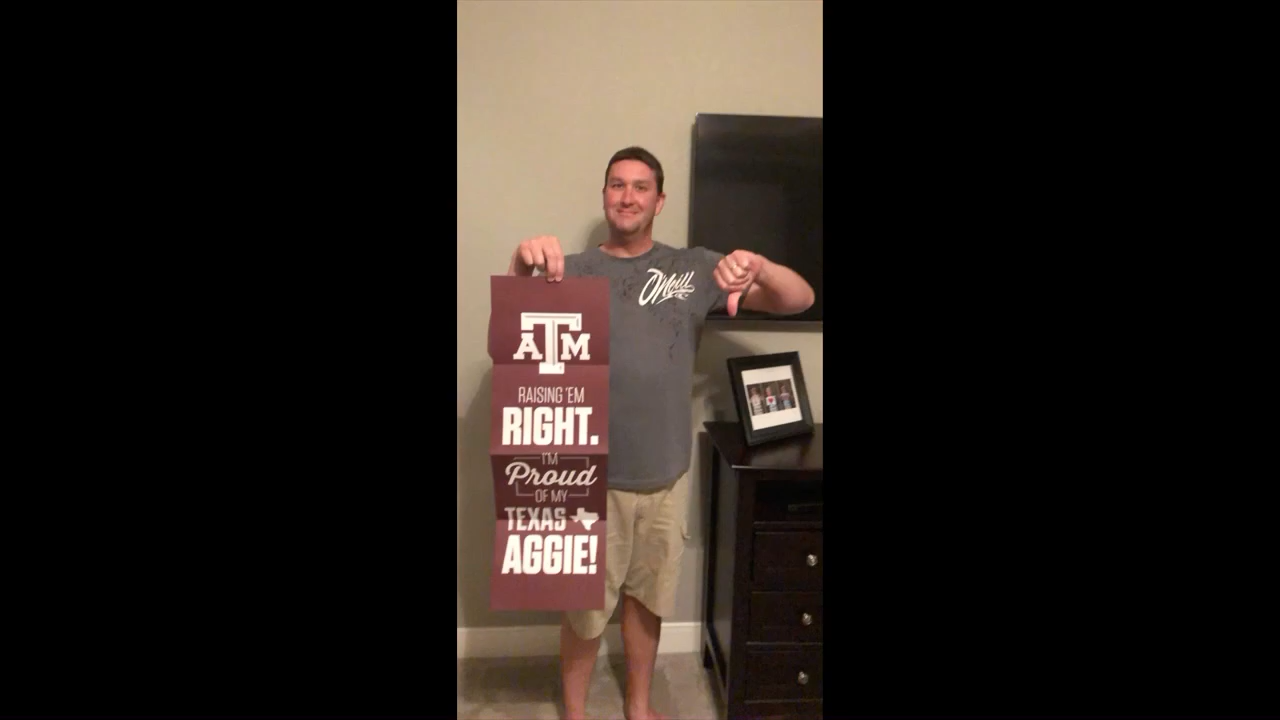 ATM
RAISING 'EM
RIGHT.
I'M
Proud
OF MY
TEXAS
AGGIE!
O'Neill